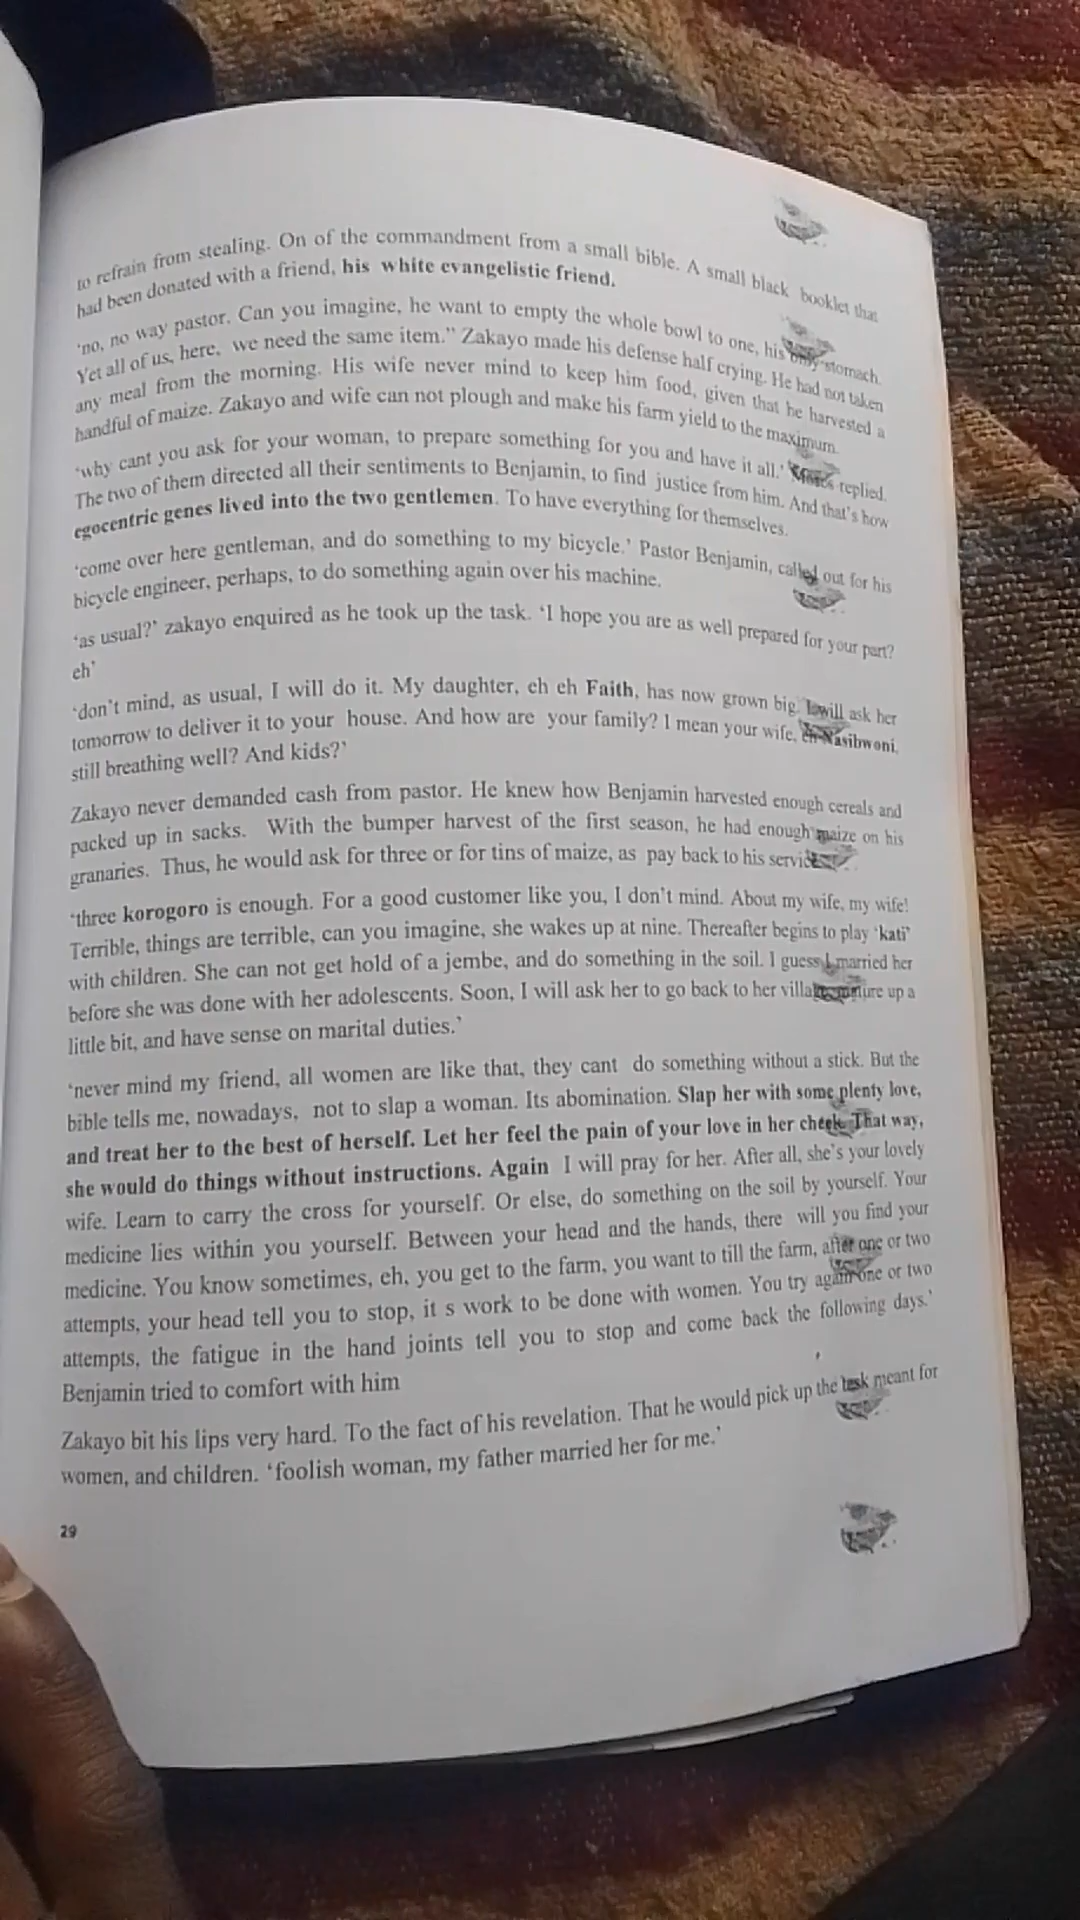 to refrain from stealing. On of the commandment from a small bible. A small black booklet that
had been donated with a friend, his white evangelistic friend.
'no, no way pastor. Can you imagine, he want to empty the whole bowl to one, his only stomach.
Yet all of us, here, we need the same item." Zakayo made his defense half crying. He had not taken
any meal from the morning. His wife never mind to keep him food, given that he harvested a
handful of maize. Zakayo and wife can not plough and make his farm yield to the maximum.
'why cant you ask for your woman, to prepare something for you and have it all.' Moses replied.
The two of them directed all their sentiments to Benjamin, to find justice from him. And that's how
egocentric genes lived into the two gentlemen. To have everything for themselves.
'come over here gentleman, and do something to my bicycle.' Pastor Benjamin, called out for his
bicycle engineer, perhaps, to do something again over his machine.
'as usual?' zakayo enquired as he took up the task. 'I hope you are as well prepared for your part?
eh'
'don't mind, as usual, I will do it. My daughter, eh eh Faith, has now grown big. I will ask her
tomorrow to deliver it to your house. And how are your family? I mean your wife, eh Nasibwoni,
still breathing well? And kids?'
Zakayo never demanded cash from pastor. He knew how Benjamin harvested enough cereals and
packed up in sacks. With the bumper harvest of the first season, he had enough maize on his
granaries. Thus, he would ask for three or for tins of maize, as pay back to his
'three korogoro is enough. For a good customer like you, I don't mind. About my wife, my wife!
Terrible, things are terrible, can you imagine, she wakes up at nine. Thereafter begins to play 'kati'
with children. She can not get hold of a jembe, and do something in the soil. I guess I married her
before she was done with her adolescents. Soon, I will ask her to go back to her up a
little bit, and have sense on marital duties.'
'never mind my friend, all women are like that, they cant do something without a stick. But the
bible tells me, nowadays, not to slap a woman. Its abomination. Slap her with some plenty love,
and treat her to the best of herself. Let her feel the pain of your love in her cheek. That way,
she would do things without instructions. Again I will pray for her. After all, she's your lovely
wife. Learn to carry the cross for yourself. Or else, do something on the soil by yourself. Your
medicine lies within you yourself. Between your head and the hands, there will you find your
medicine. You know sometimes, eh, you get to the farm, you want to till the farm, after one or two
attempts, your head tell you to stop, it s work to be done with women. You try again one or two
attempts, the fatigue in the hand joints tell you to stop and come back the following days.'
Benjamin tried to comfort with him
Zakayo bit his lips very hard. To the fact of his revelation. That he would pick up the task meant for
women, and children. 'foolish woman, my father married her for me.'
29